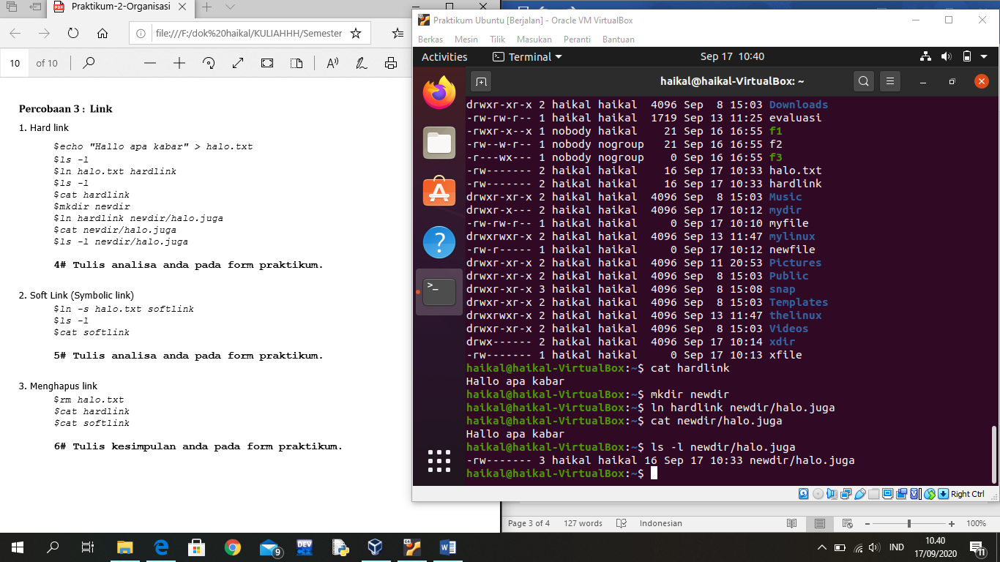 Praktikum-2-Organisasi
file:///F:/dok%20haikal/KULIAHHH/Semester
10 of 10
Percobaan 3 : Link
1. Hard link
$echo "Hallo apa kabar" > halo.txt
$ls -l
$ln halo.txt hardlink
$ls -l
$cat hardlink
$mkdir newdir
$ln hardlink newdir/halo.juga
$cat newdir/halo.juga
$ls -l newdir/halo.juga
4# Tulis analisa anda pada form praktikum.
2. Soft Link (Symbolic link)
$ln -s halo.txt softlink
$ls -l
$cat softlink
5# Tulis analisa anda pada form praktikum.
3. Menghapus link
$rm halo.txt
$cat hardlink
$cat softlink
6# Tulis kesimpulan anda pada form praktikum.
Praktikum Ubuntu [Berjalan] - Oracle VM VirtualBox
Berkas Mesin Tilik Masukan Peranti Bantuan
Activities Terminal Sep 17 10:40
haikal@haikal-VirtualBox: ~
drwxr-xr-x 2 haikal haikal 4096 Sep 8 15:03 Downloads
-rw-rw-r-- 1 haikal haikal 1719 Sep 13 11:25 evaluasi
-rwxr-x--x 1 nobody haikal 21 Sep 16 16:55 f1
-rw--w-r-- 1 nobody nogroup 21 Sep 16 16:55 f2
-r---wx--- 1 nobody nogroup 0 Sep 16 16:55 f3
-rw------- 2 haikal haikal 16 Sep 17 10:33 halo.txt
-rw------- 2 haikal haikal 16 Sep 17 10:33 hardlink
drwxr-xr-x 2 haikal haikal 4096 Sep 8 15:03 Music
drwxr-x--- 2 haikal haikal 4096 Sep 17 10:12 mydir
-rw-rw-r-- 1 haikal haikal 0 Sep 17 10:10 myfile
drwxrwxr-x 2 haikal haikal 4096 Sep 13 11:47 mylinux
-rw-r----- 1 haikal haikal 0 Sep 17 10:12 newfile
drwxr-xr-x 2 haikal haikal 4096 Sep 11 20:53 Pictures
drwxr-xr-x 2 haikal haikal 4096 Sep 8 15:03 Public
drwxr-xr-x 3 haikal haikal 4096 Sep 8 15:08 snap
drwxr-xr-x 2 haikal haikal 4096 Sep 8 15:03 Templates
drwxrwxr-x 2 haikal haikal 4096 Sep 13 11:47 thelinux
drwxr-xr-x 2 haikal haikal 4096 Sep 8 15:03 Videos
drwx------ 2 haikal haikal 4096 Sep 17 10:14 xdir
-rw------- 1 haikal haikal 0 Sep 17 10:13 xfile
haikal@haikal-VirtualBox:~$ cat hardlink
Hallo apa kabar
haikal@haikal-VirtualBox:~$ mkdir newdir
haikal@haikal-VirtualBox:~$ ln hardlink newdir/halo.juga
haikal@haikal-VirtualBox:~$ cat newdir/halo.juga
Hallo apa kabar
haikal@haikal-VirtualBox:~$ ls -l newdir/halo.juga
-rw------- 3 haikal haikal 16 Sep 17 10:33 newdir/halo.juga
haikal@haikal-VirtualBox:~$
Right Ctrl
Page 3 of 4 127 words Indonesian 100%
DEV
9
IND
10.40
17/09/2020
11